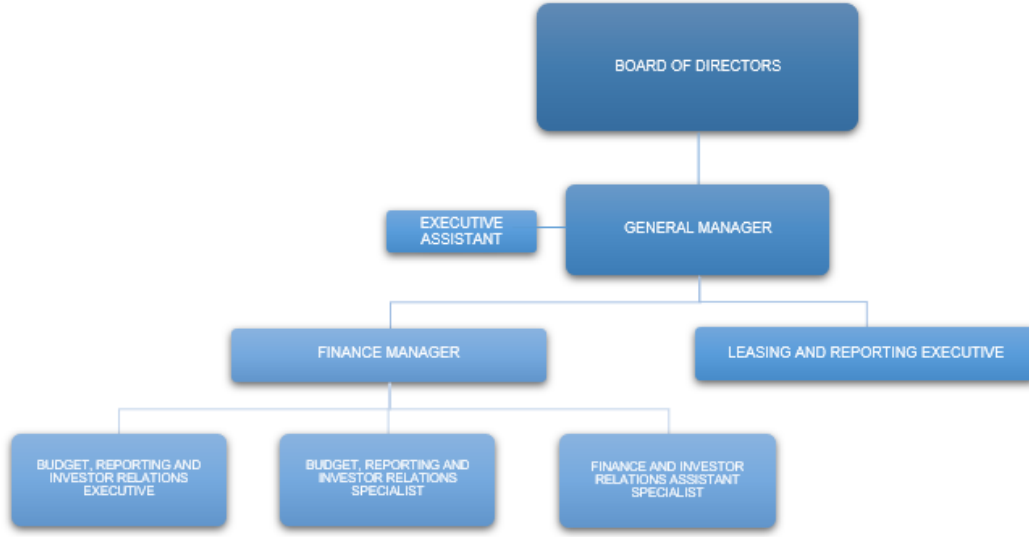 BOARD OF DIRECTORS
EXECUTIVE
ASSISTANT
GENERAL MANAGER
FINANCE MANAGER
LEASING AND REPORTING EXECUTIVE
BUDGET, REPORTING AND
INVESTOR RELATIONS
EXECUTIVE
BUDGET, REPORTING AND
INVESTOR RELATIONS
SPECIALIST
FINANCE AND INVESTOR
RELATIONS ASSISTANT
SPECIALIST